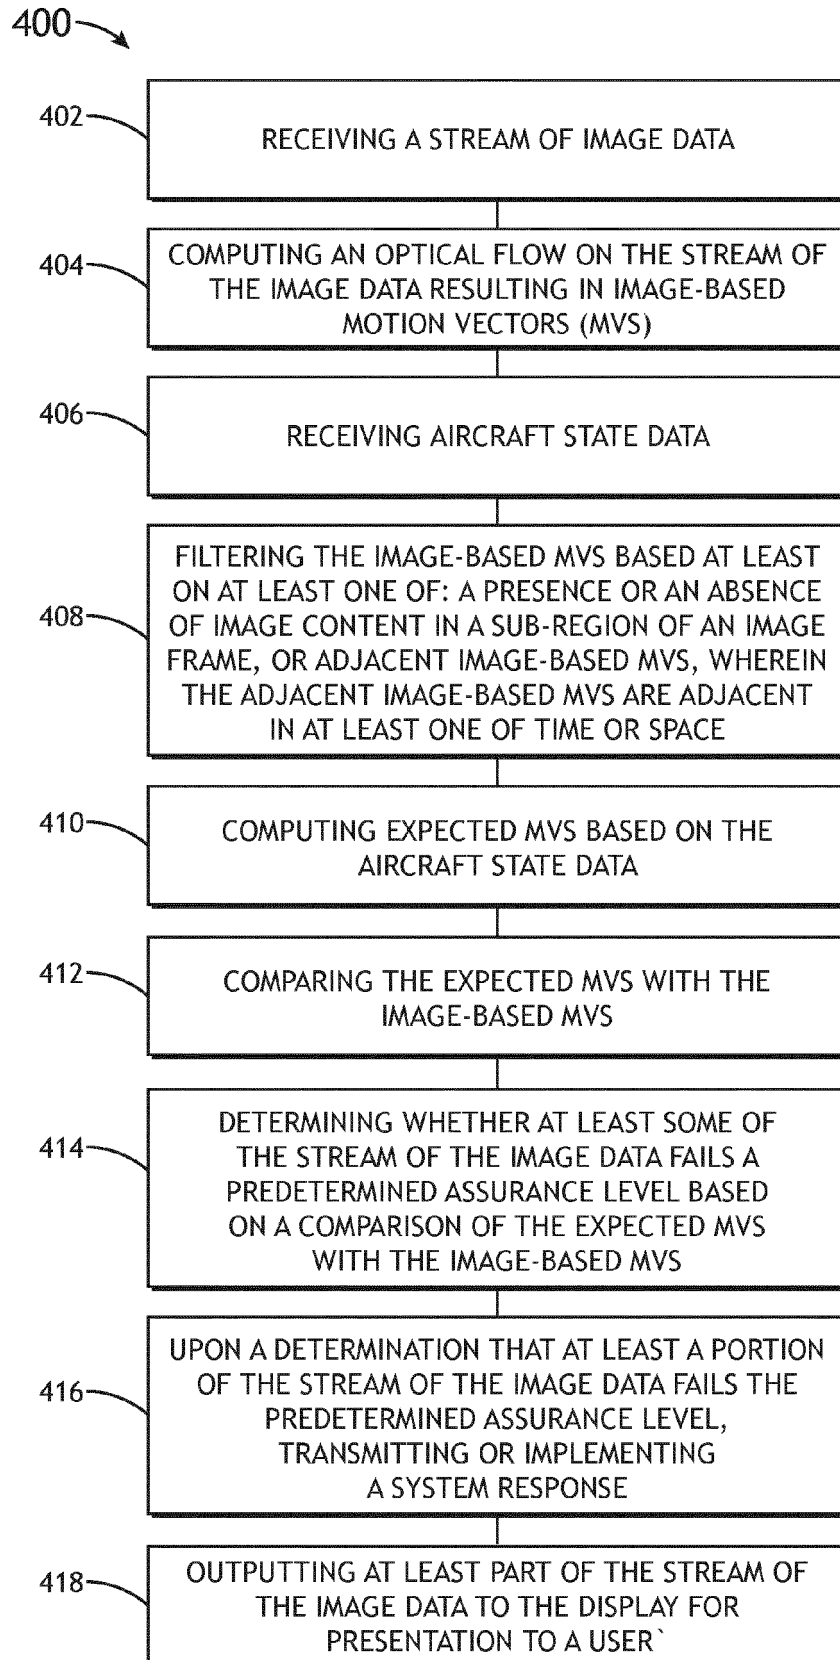 400
402
RECEIVING A STREAM OF IMAGE DATA
404
COMPUTING AN OPTICAL FLOW ON THE STREAM OF
THE IMAGE DATA RESULTING IN IMAGE-BASED
MOTION VECTORS (MVS)
406
RECEIVING AIRCRAFT STATE DATA
408
FILTERING THE IMAGE-BASED MVS BASED AT LEAST
ON AT LEAST ONE OF: A PRESENCE OR AN ABSENCE
OF IMAGE CONTENT IN A SUB-REGION OF AN IMAGE
FRAME, OR ADJACENT IMAGE-BASED MVS, WHEREIN
THE ADJACENT IMAGE-BASED MVS ARE ADJACENT
IN AT LEAST ONE OF TIME OR SPACE
410
COMPUTING EXPECTED MVS BASED ON THE
AIRCRAFT STATE DATA
412
COMPARING THE EXPECTED MVS WITH THE
IMAGE-BASED MVS
414
DETERMINING WHETHER AT LEAST SOME OF
THE STREAM OF THE IMAGE DATA FAILS A
PREDETERMINED ASSURANCE LEVEL BASED
ON A COMPARISON OF THE EXPECTED MVS
WITH THE IMAGE-BASED MVS
416
UPON A DETERMINATION THAT AT LEAST A PORTION
OF THE STREAM OF THE IMAGE DATA FAILS THE
PREDETERMINED ASSURANCE LEVEL,
TRANSMITTING OR IMPLEMENTING
A SYSTEM RESPONSE
418
OUTPUTTING AT LEAST PART OF THE STREAM OF
THE IMAGE DATA TO THE DISPLAY FOR
PRESENTATION TO A USER`